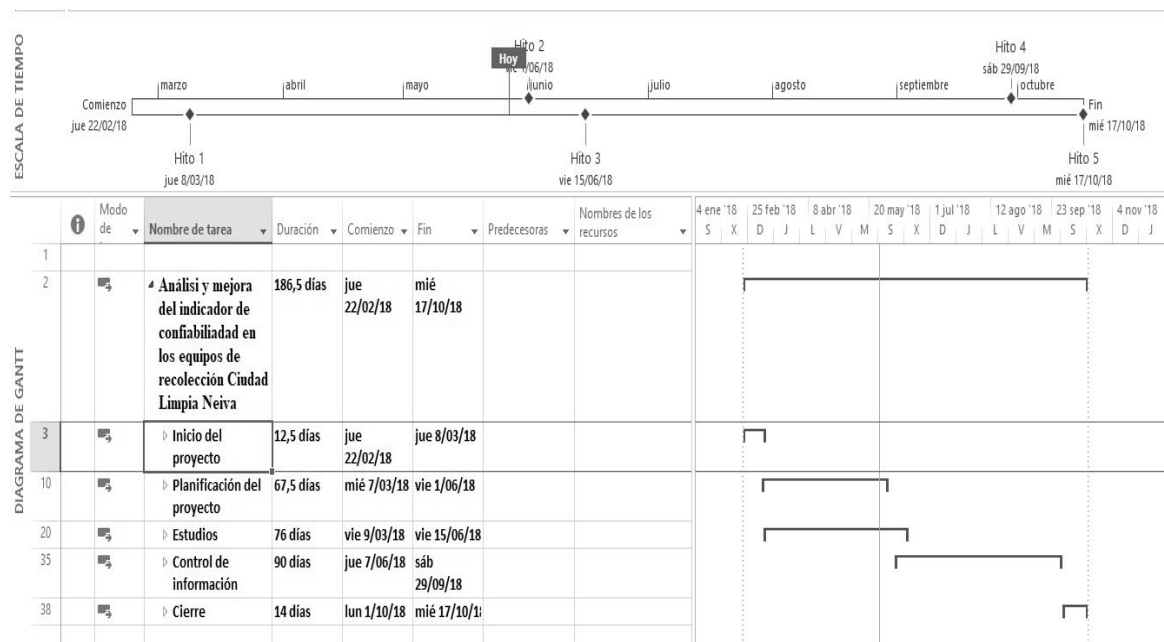 ESCALA DE TIEMPO
Hito 2
Hoy
1/06/18
Hito 4
sáb 29/09/18
marzo
abril
mayo
junio
julio
agosto
septiembre
octubre
Comienzo
jue 22/02/18
Fin
mié 17/10/18
Hito 1
jue 8/03/18
Hito 3
vie 15/06/18
Hito 5
mié 17/10/18
DIAGRAMA DE GANTT
Modo
de
Nombre de tarea
Duración
Comienzo
Fin
Predecesoras
Nombres de los
recursos
4 ene '18
25 feb '18
8 abr '18
20 may '18
1 jul '18
12 ago '18
23 sep '18
4 nov '18
S X D J L V M S X D J L V M S X D J
1
2
Análisi y mejora
del indicador de
confiabiliadad en
los equipos de
recolección Ciudad
Limpia Neiva
186,5 días
jue
22/02/18
mié
17/10/18
3
Inicio del
proyecto
12,5 días
jue
22/02/18
jue 8/03/18
10
Planificación del
proyecto
67,5 días
mié 7/03/18
vie 1/06/18
20
Estudios
76 días
vie 9/03/18
vie 15/06/18
35
Control de
información
90 días
jue 7/06/18
sáb
29/09/18
38
Cierre
14 días
lun 1/10/18
mié 17/10/1